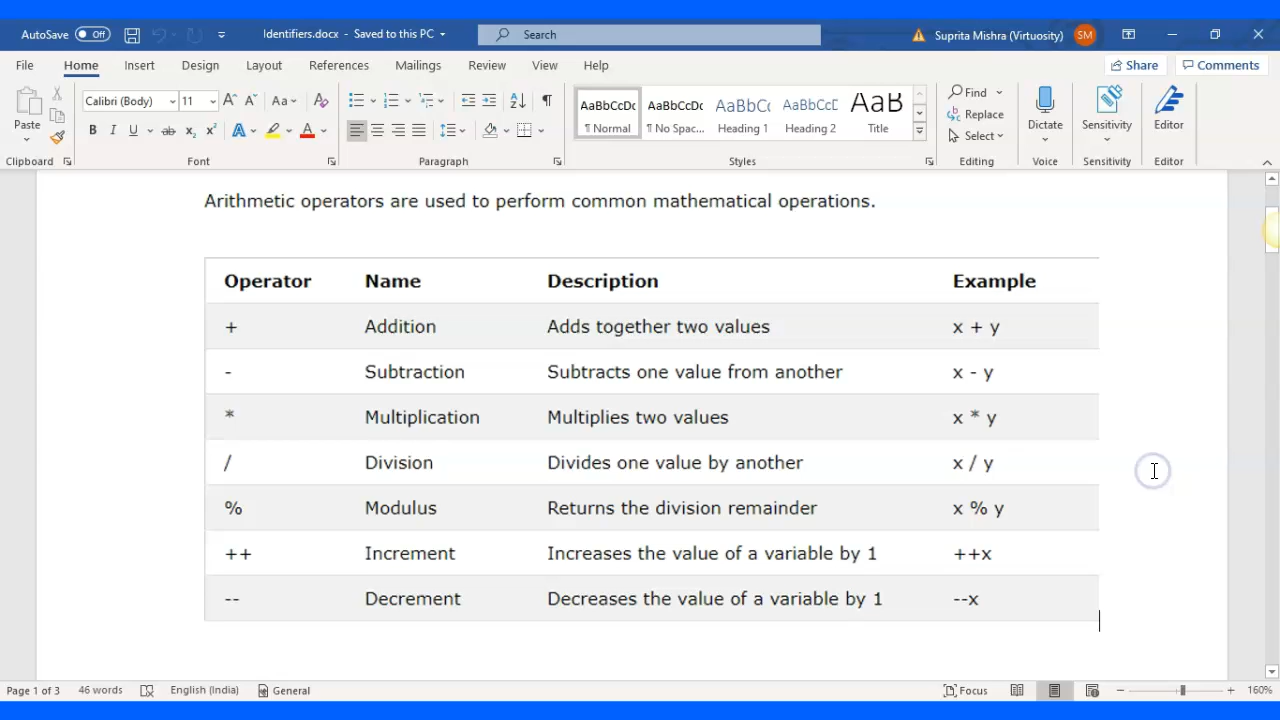 AutoSave Off Identifiers.docx - Saved to this PC Search Suprita Mishra (Virtuosity) SM
File Home Insert Design Layout References Mailings Review View Help Share Comments
Paste Calibri (Body) 11 Aa AaBbCcDc AaBbCcDc AaBbCc AaBbCcD AaB Find Dictate Sensitivity Editor
B I U ab x₂ x² A A ¶ Normal ¶ No Spac... Heading 1 Heading 2 Title Replace
Select
Clipboard Font Paragraph Styles Editing Voice Sensitivity Editor
Arithmetic operators are used to perform common mathematical operations.
Operator Name Description Example
+ Addition Adds together two values x + y
- Subtraction Subtracts one value from another x - y
* Multiplication Multiplies two values x * y
/ Division Divides one value by another x / y
% Modulus Returns the division remainder x % y
++ Increment Increases the value of a variable by 1 ++x
-- Decrement Decreases the value of a variable by 1 --x
Page 1 of 3 46 words English (India) General Focus 160%